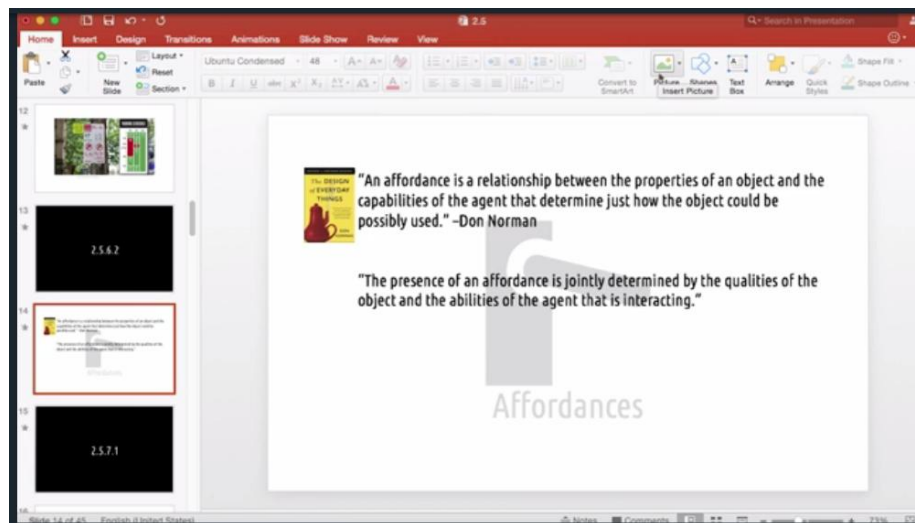 2.5
Search in Presentation
Home Insert Design Transitions Animations Slide Show Review View
Paste
New Slide
Layout
Reset
Section
Ubuntu Condensed 48
Convert to SmartArt
Picture Shapes
Insert Picture
Text Box
Arrange
Quick Styles
Shape Fill
Shape Outline
12
13
2.5.6.2
14
Affordances
15
2.5.7.1
The DESIGN
of EVERYDAY
THINGS
DON
NORMAN
"An affordance is a relationship between the properties of an object and the
capabilities of the agent that determine just how the object could be
possibly used." –Don Norman
"The presence of an affordance is jointly determined by the qualities of the
object and the abilities of the agent that is interacting."
Affordances
Slide 14 of 45 English (United States)
Notes Comments 73%